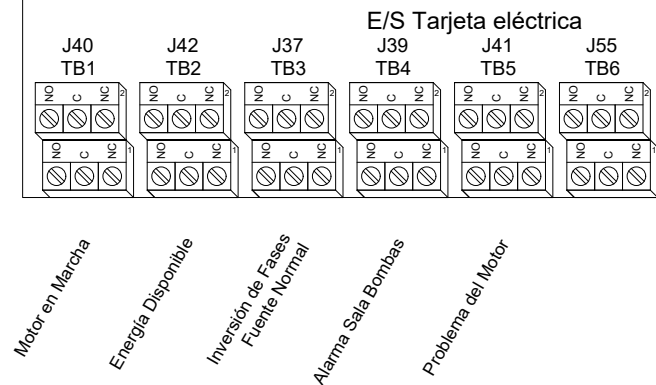 E/S Tarjeta eléctrica
J40 J42 J37 J39 J41 J55
TB1 TB2 TB3 TB4 TB5 TB6
NO C NC 2 NO C NC 2 NO C NC 2 NO C NC 2 NO C NC 2 NO C NC 2
NO C NC 1 NO C NC 1 NO C NC 1 NO C NC 1 NO C NC 1 NO C NC 1
Motor en Marcha
Energía Disponible
Inversión de Fases
Fuente Normal
Alarma Sala Bombas
Problema del Motor